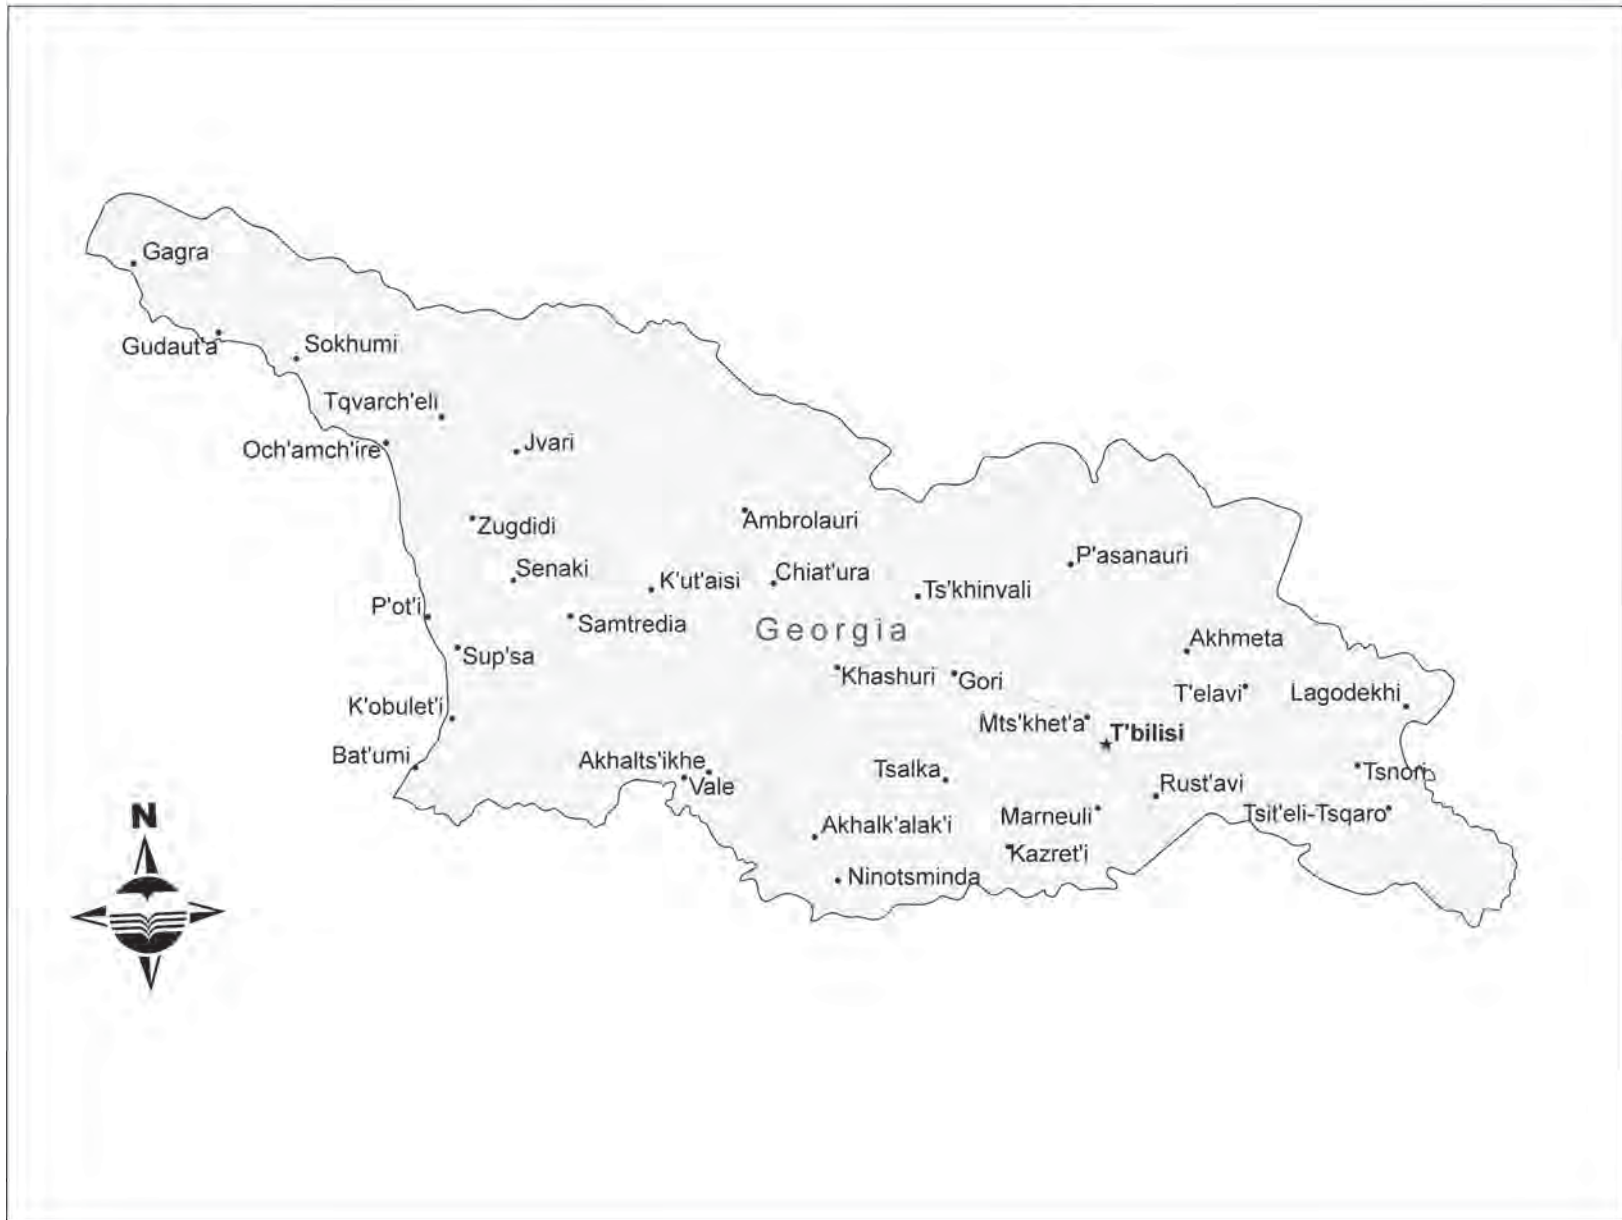 Gagra
Gudaut'a
Sokhumi
Tqvarch'eli
Och'amch'ire
Jvari
Zugdidi
Ambrolauri
P'asanauri
Senaki
K'ut'aisi
Chiat'ura
Ts'khinvali
P'ot'i
Samtredia
Georgia
Sup'sa
Akhmeta
Khashuri
Gori
T'elavi
Lagodekhi
K'obulet'i
Mts'khet'a
T'bilisi
Bat'umi
Akhalts'ikhe
Vale
Tsalka
Tsnori
Rust'avi
Marneuli
Tsit'eli-Tsqaro
Akhalk'alak'i
Kazret'i
Ninotsminda
N